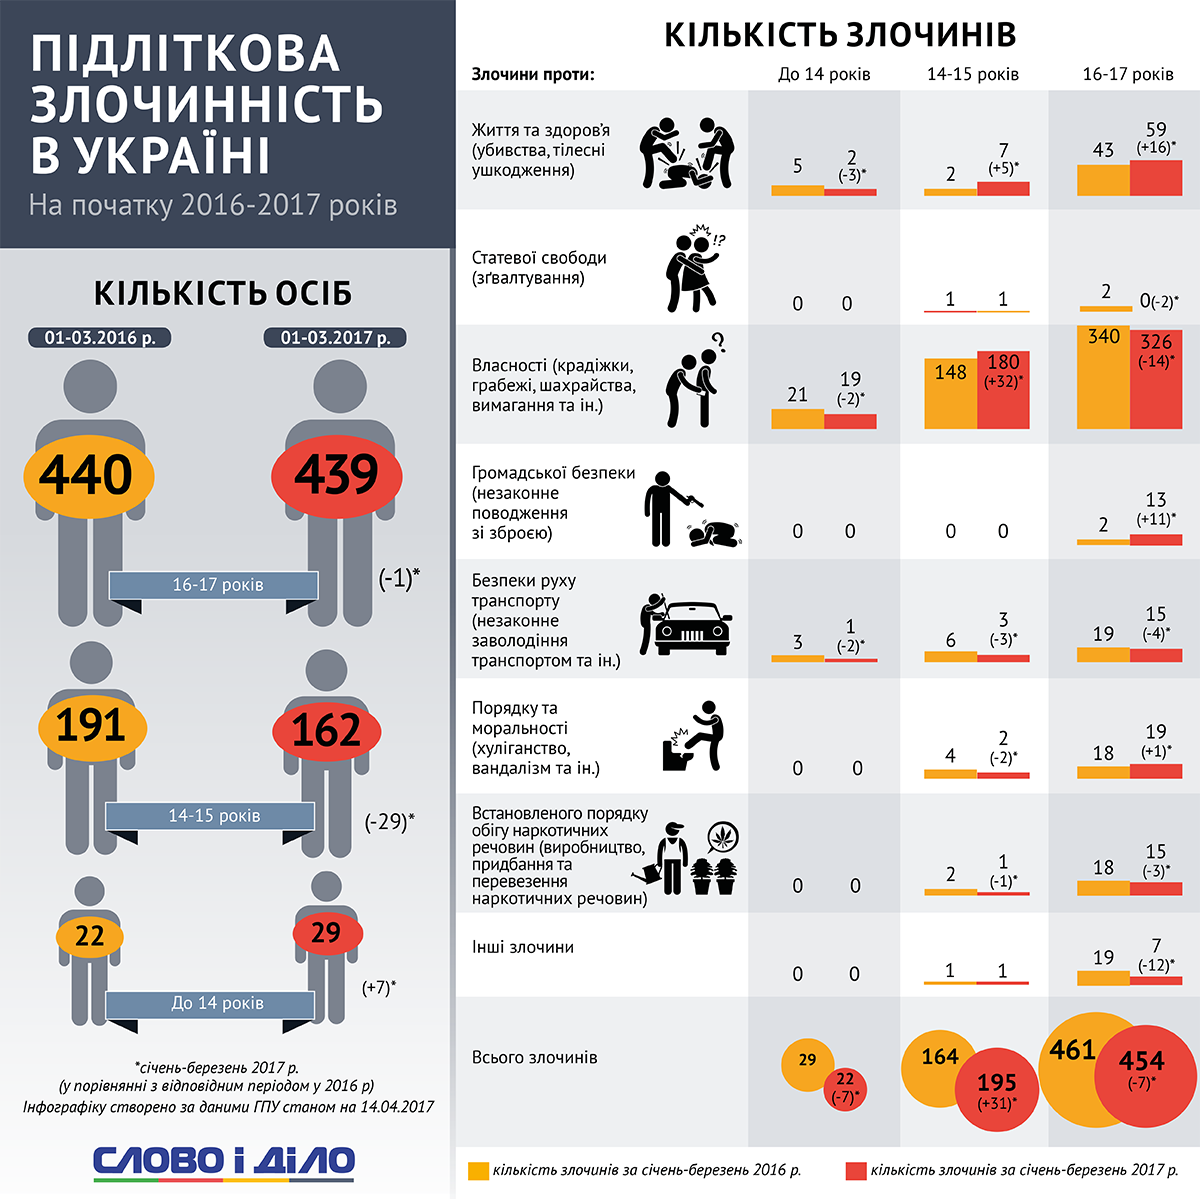 ПІДЛІТКОВА
ЗЛОЧИННІСТЬ
В УКРАЇНІ
На початку 2016-2017 років
КІЛЬКІСТЬ ОСІБ
01-03.2016 р.
01-03.2017 р.
440
439
16-17 років
(-1)*
191
162
14-15 років
(-29)*
22
29
До 14 років
(+7)*
*січень-березень 2017 р.
(у порівнянні з відповідним періодом у 2016 р)
Інфографіку створено за даними ГПУ станом на 14.04.2017
СЛОВО і ДІЛО
КІЛЬКІСТЬ ЗЛОЧИНІВ
Злочини проти:
До 14 років
14-15 років
16-17 років
Життя та здоров’я
(убивства, тілесні
ушкодження)
5
2
(-3)*
2
7
(+5)*
43
59
(+16)*
Статевої свободи
(зґвалтування)
!?
0
0
1
1
2
0(-2)*
Власності (крадіжки,
грабежі, шахрайства,
вимагання та ін.)
?
21
19
(-2)*
148
180
(+32)*
340
326
(-14)*
Громадської безпеки
(незаконне
поводження
зі зброєю)
0
0
0
0
2
13
(+11)*
Безпеки руху
транспорту
(незаконне
заволодіння
транспортом та ін.)
3
1
(-2)*
6
3
(-3)*
19
15
(-4)*
Порядку та
моральності
(хуліганство,
вандалізм та ін.)
0
0
4
2
(-2)*
18
19
(+1)*
Встановленого порядку
обігу наркотичних
речовин (виробництво,
придбання та
перевезення
наркотичних речовин)
0
0
2
1
(-1)*
18
15
(-3)*
Інші злочини
0
0
1
1
19
7
(-12)*
Всього злочинів
29
22
(-7)*
164
195
(+31)*
461
454
(-7)*
кількість злочинів за січень-березень 2016 р.
кількість злочинів за січень-березень 2017 р.